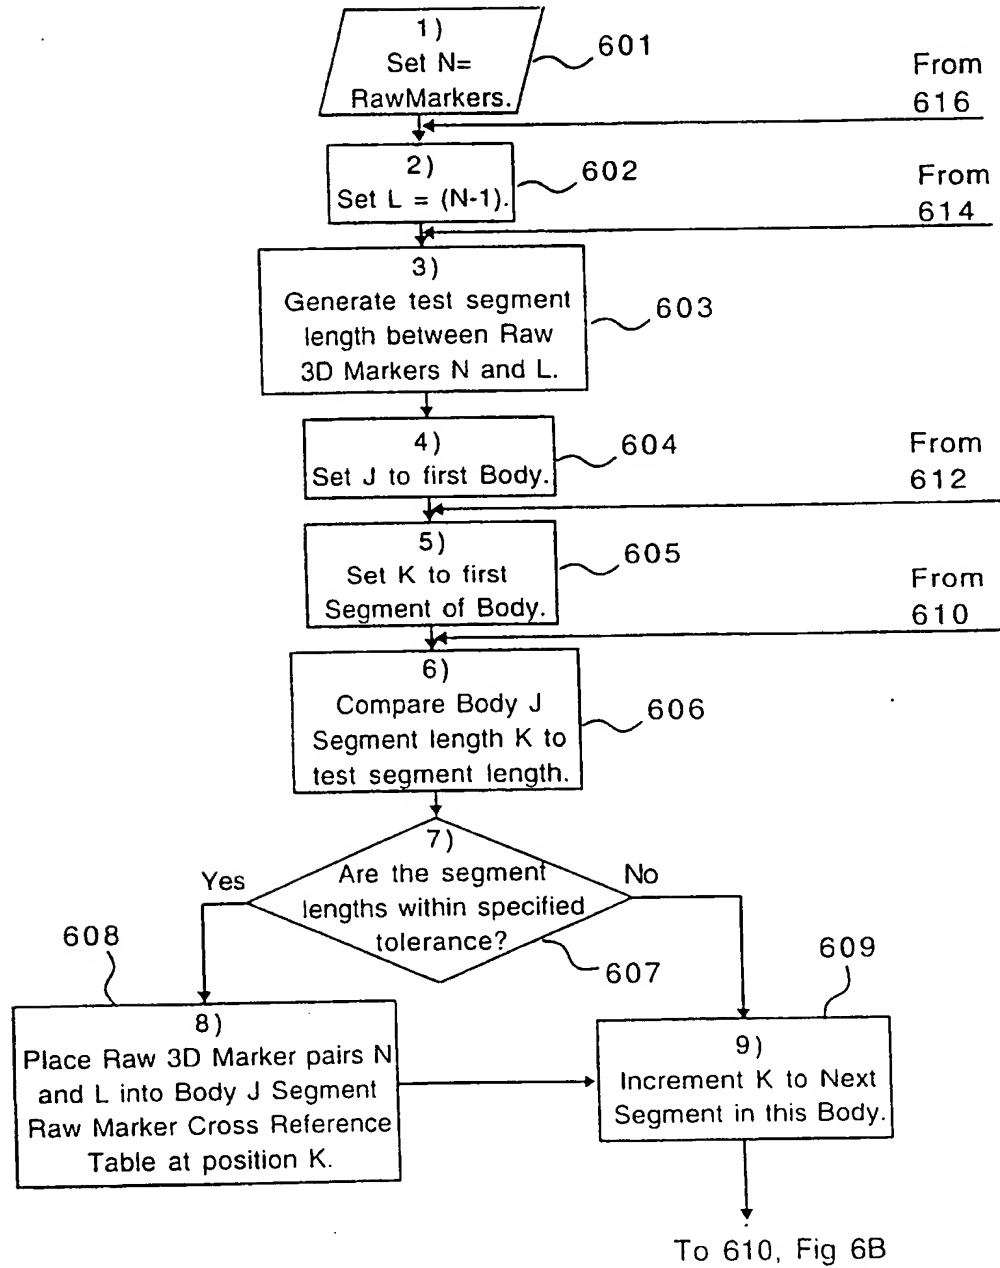 1)
Set N=
RawMarkers.
601
From
616
2)
Set L = (N-1).
602
From
614
3)
Generate test segment
length between Raw
3D Markers N and L.
603
4)
Set J to first Body.
604
From
612
5)
Set K to first
Segment of Body.
605
From
610
6)
Compare Body J
Segment length K to
test segment length.
606
7)
Are the segment
lengths within specified
tolerance?
Yes
No
607
608
609
8)
Place Raw 3D Marker pairs N
and L into Body J Segment
Raw Marker Cross Reference
Table at position K.
9)
Increment K to Next
Segment in this Body.
To 610, Fig 6B